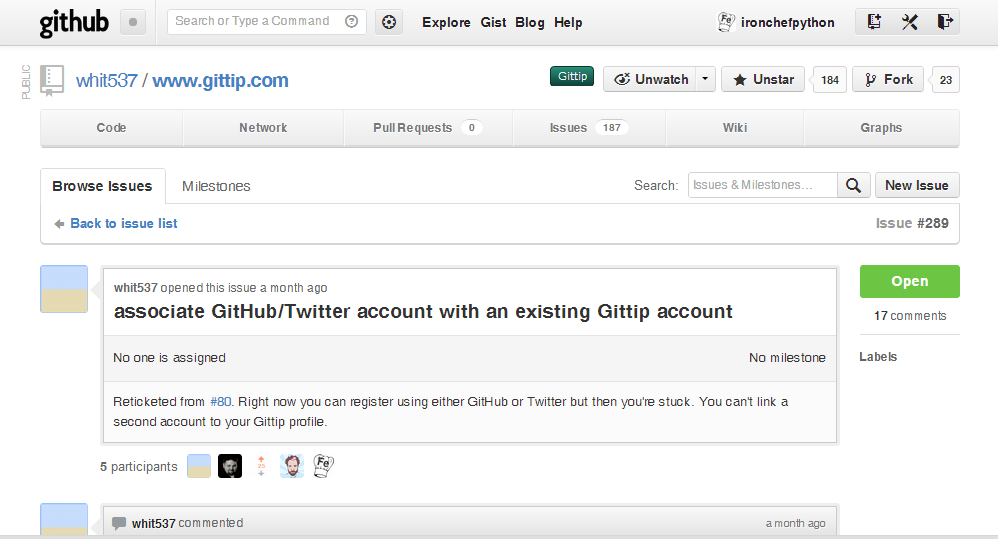 github Search or Type a Command Explore Gist Blog Help ironchefpython
PUBLIC
whit537 / www.gittip.com Gittip Unwatch Unstar 184 Fork 23
Code Network Pull Requests 0 Issues 187 Wiki Graphs
Browse Issues Milestones Search: Issues & Milestones... New Issue
Back to issue list Issue #289
whit537 opened this issue a month ago Open
associate GitHub/Twitter account with an existing Gittip account
17 comments
No one is assigned No milestone Labels
Reticketed from #80. Right now you can register using either GitHub or Twitter but then you're stuck. You can't link a
second account to your Gittip profile.
5 participants 25 Fe
whit537 commented a month ago